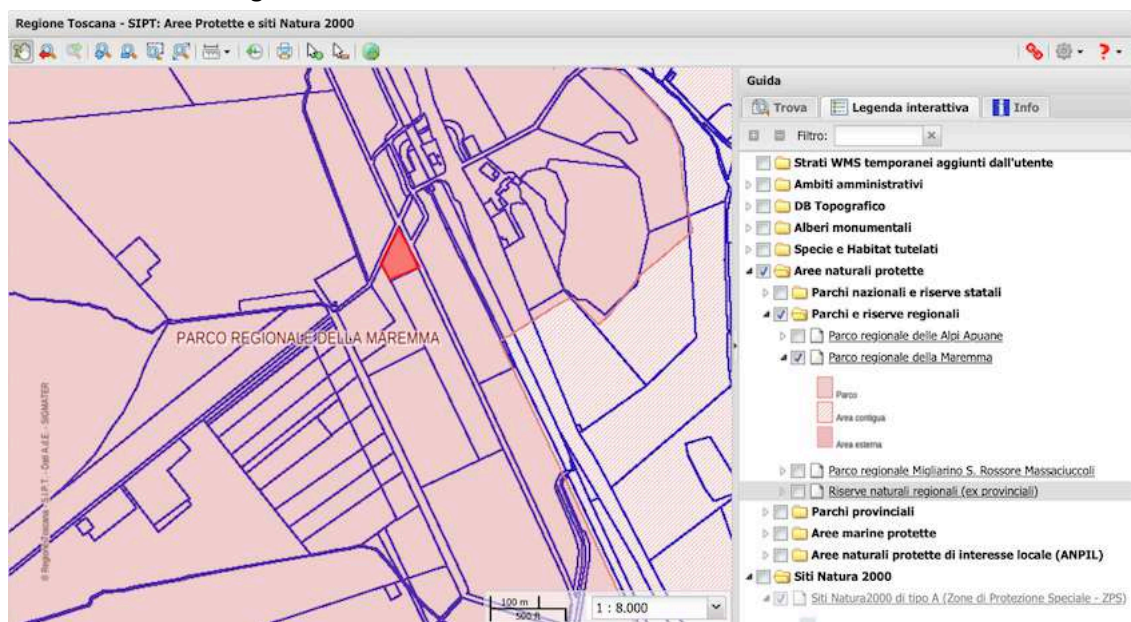 Regione Toscana - SIPT: Aree Protette e siti Natura 2000
Guida
Trova
Legenda interattiva
Info
Filtro:
Strati WMS temporanei aggiunti dall'utente
Ambiti amministrativi
DB Topografico
Alberi monumentali
Specie e Habitat tutelati
Aree naturali protette
Parchi nazionali e riserve statali
Parchi e riserve regionali
Parco regionale delle Alpi Apuane
Parco regionale della Maremma
Parco
Area contigua
Area esterna
Parco regionale Migliarino S. Rossore Massaciuccoli
Riserve naturali regionali (ex provinciali)
Parchi provinciali
Aree marine protette
Aree naturali protette di interesse locale (ANPIL)
Siti Natura 2000
Siti Natura2000 di tipo A (Zone di Protezione Speciale - ZPS)
PARCO REGIONALE DELLA MAREMMA
© Regione Toscana - S.I.P.T. - Dati A.d.E. - SIGMATER
100 m
500 ft
1 : 8.000